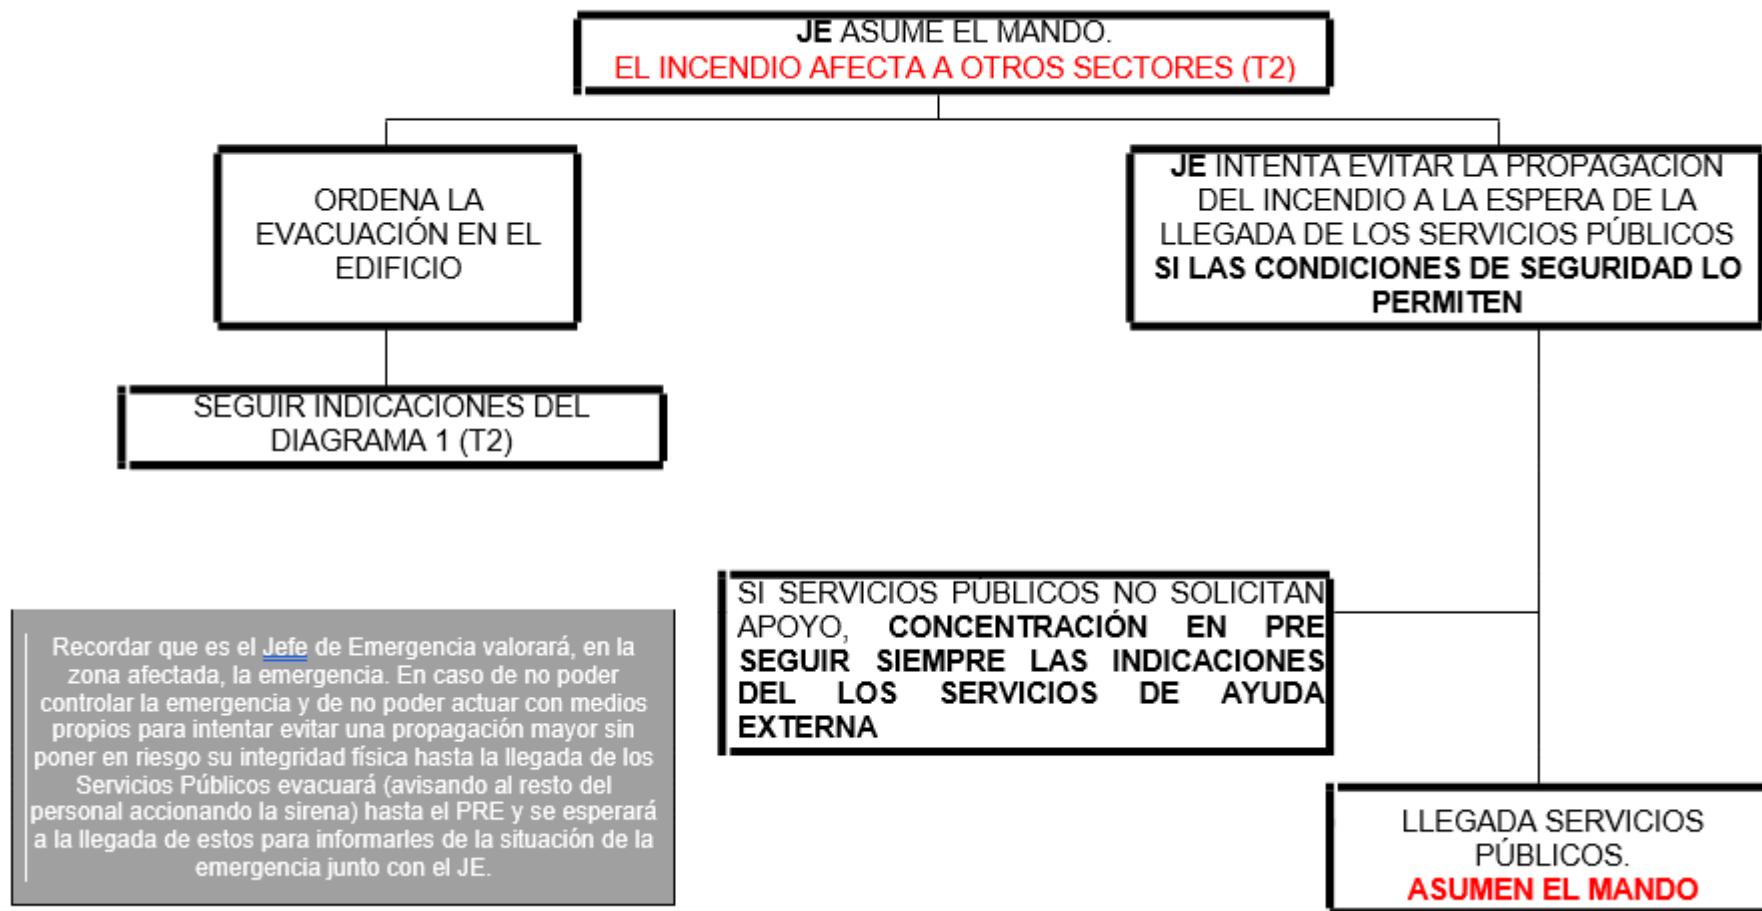 JE ASUME EL MANDO.
EL INCENDIO AFECTA A OTROS SECTORES (T2)
ORDENA LA
EVACUACIÓN EN EL
EDIFICIO
JE INTENTA EVITAR LA PROPAGACIÓN
DEL INCENDIO A LA ESPERA DE LA
LLEGADA DE LOS SERVICIOS PÚBLICOS
SI LAS CONDICIONES DE SEGURIDAD LO
PERMITEN
SEGUIR INDICACIONES DEL
DIAGRAMA 1 (T2)
SI SERVICIOS PÚBLICOS NO SOLICITAN
APOYO, CONCENTRACIÓN EN PRE
SEGUIR SIEMPRE LAS INDICACIONES
DEL LOS SERVICIOS DE AYUDA
EXTERNA
Recordar que es el Jefe de Emergencia valorará, en la
zona afectada, la emergencia. En caso de no poder
controlar la emergencia y de no poder actuar con medios
propios para intentar evitar una propagación mayor sin
poner en riesgo su integridad física hasta la llegada de los
Servicios Públicos evacuará (avisando al resto del
personal accionando la sirena) hasta el PRE y se esperará
a la llegada de estos para informarles de la situación de la
emergencia junto con el JE.
LLEGADA SERVICIOS
PÚBLICOS.
ASUMEN EL MANDO